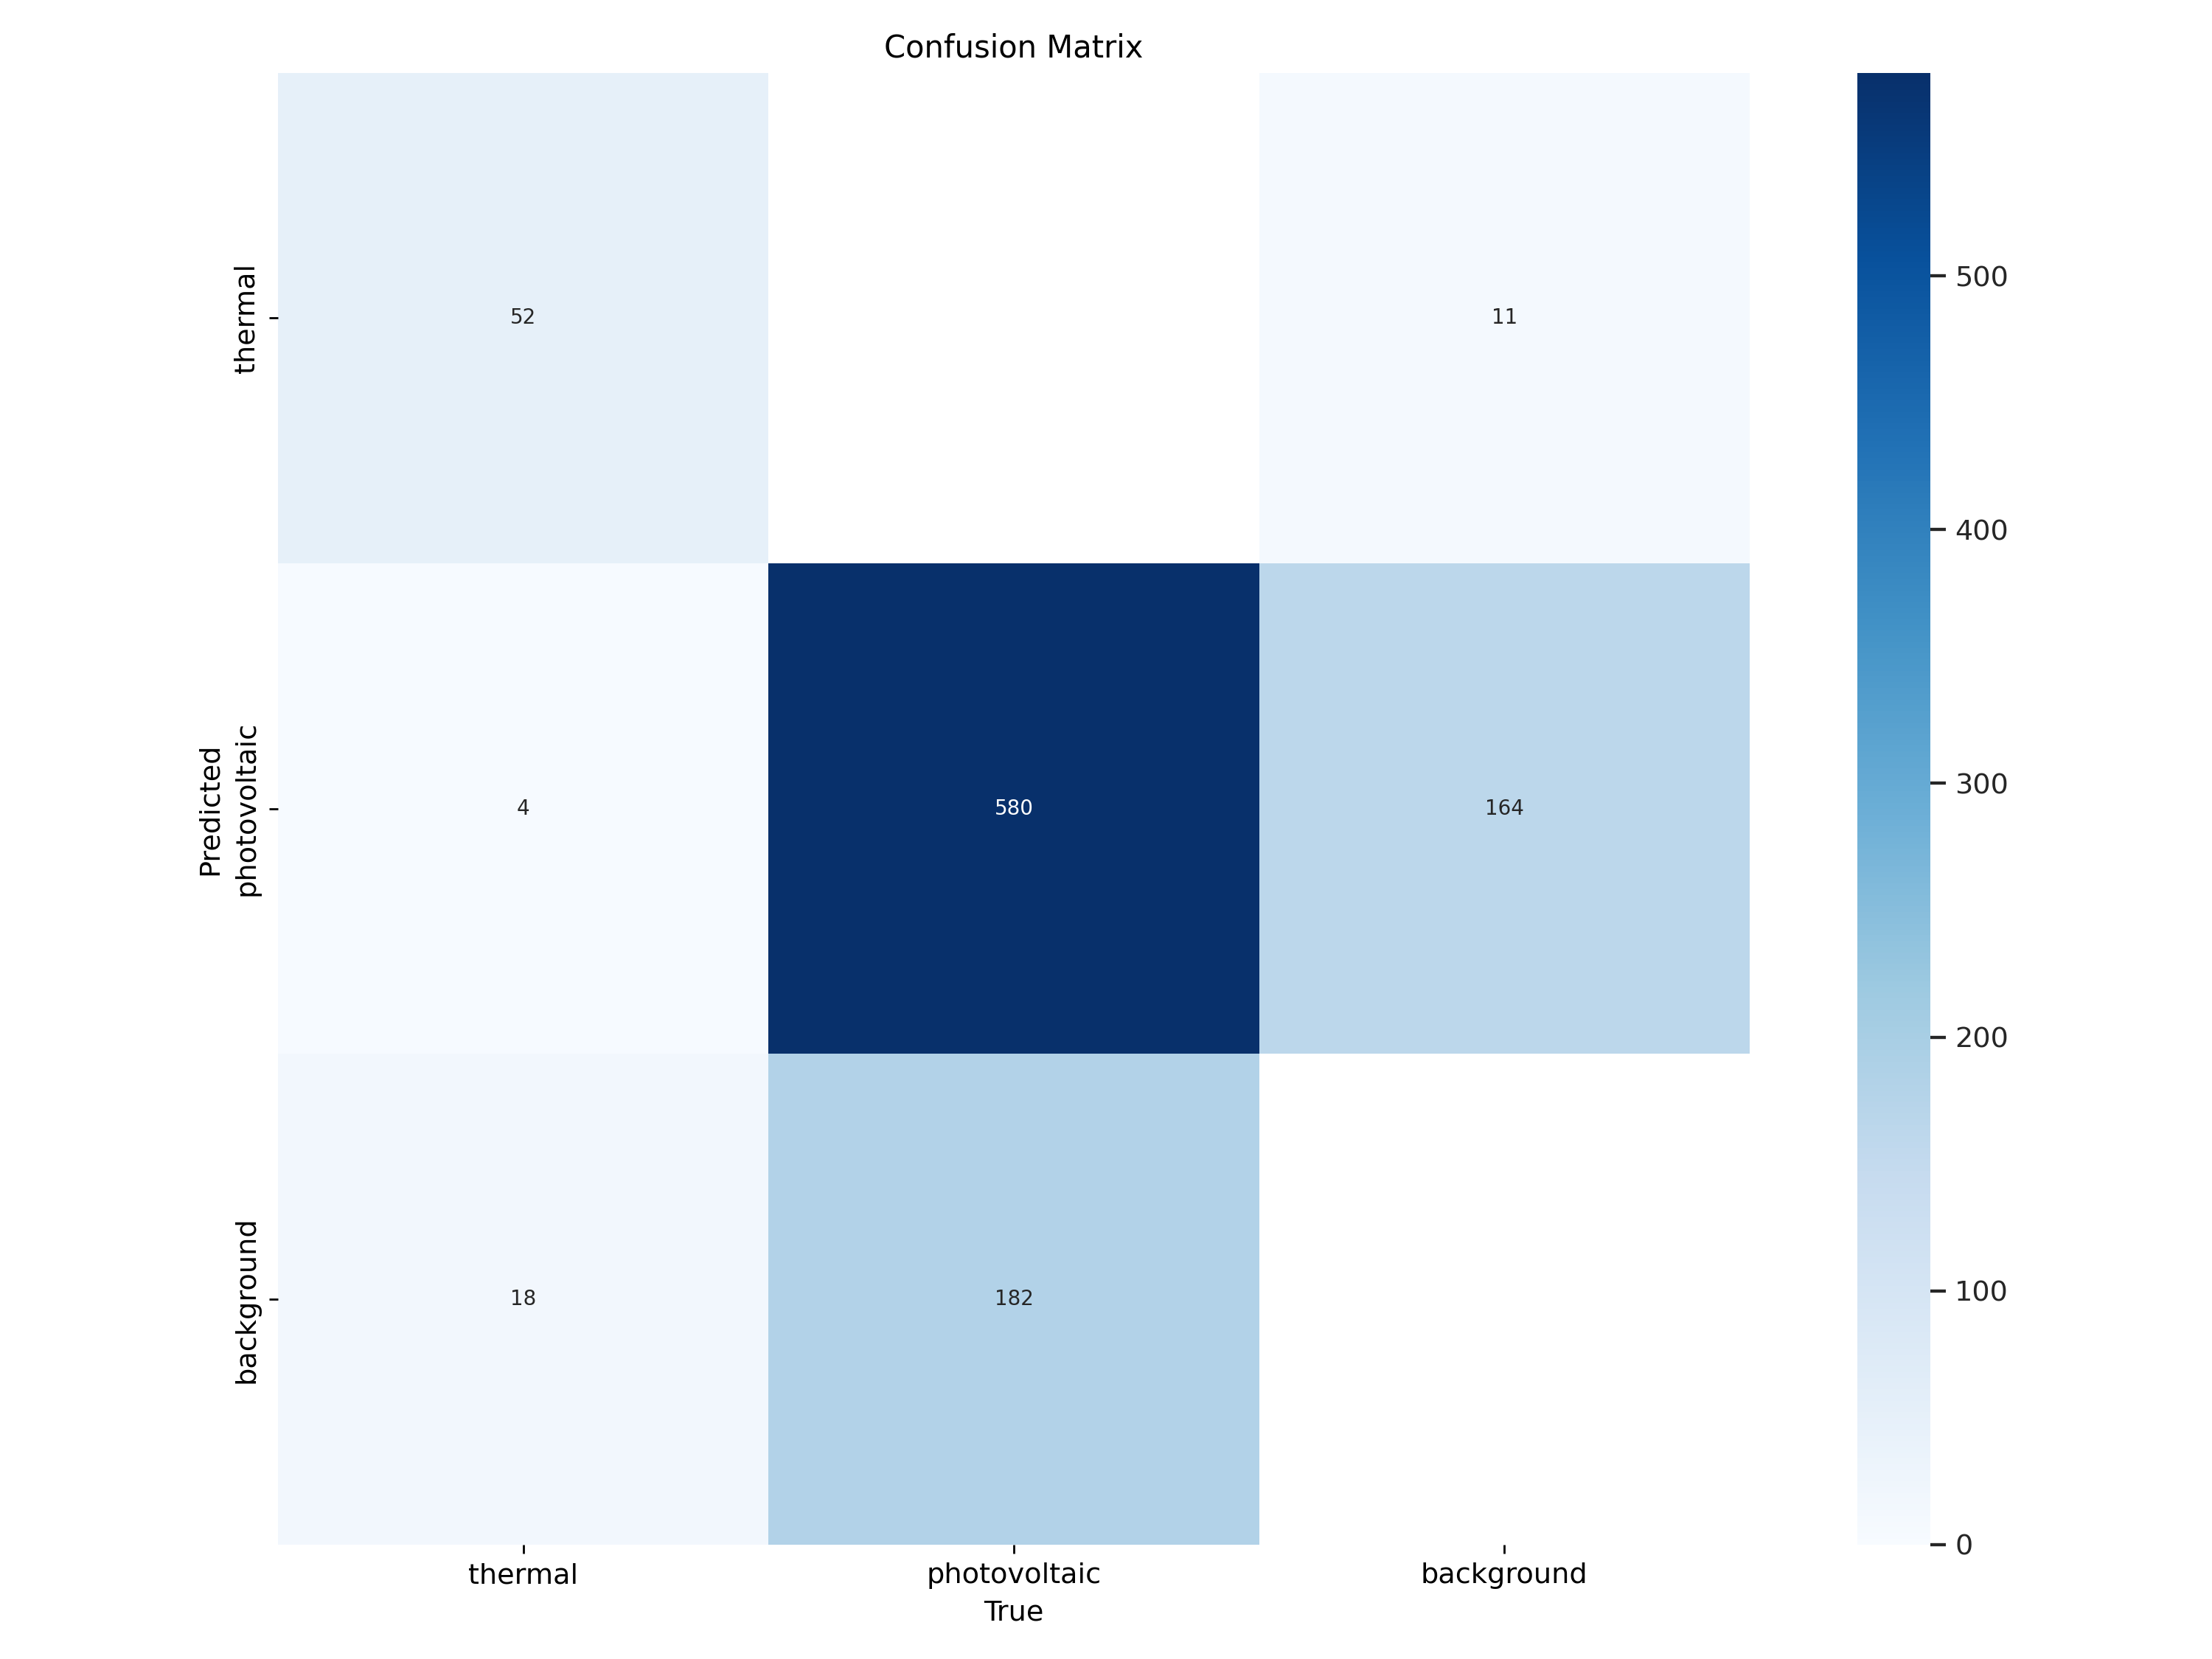 Confusion Matrix
thermal
52
11
500
400
Predicted
photovoltaic
4
580
164
300
200
background
18
182
100
0
thermal
photovoltaic
background
True